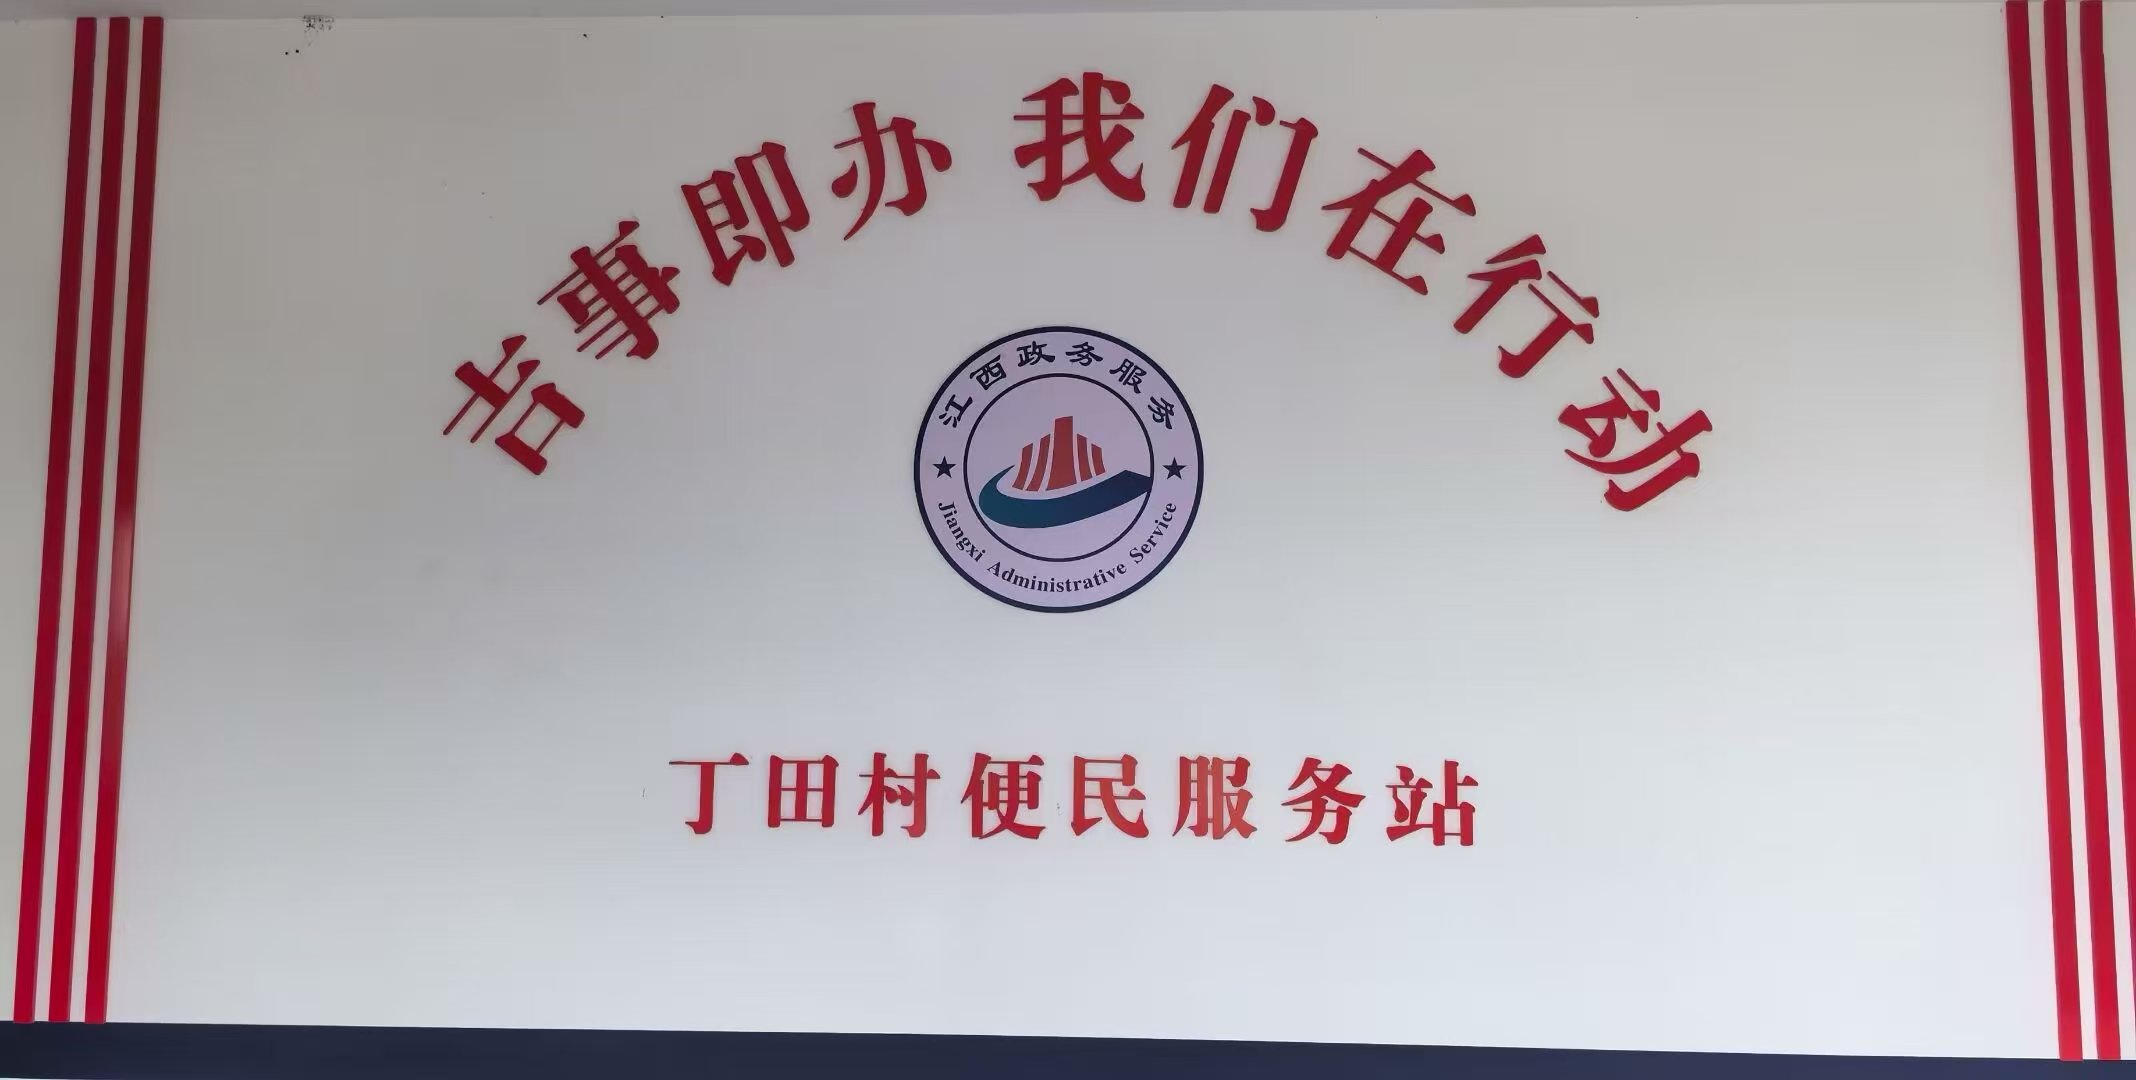 吉事即办 我们在行动
江西政务服务
Jiangxi Administrative Service
丁田村便民服务站